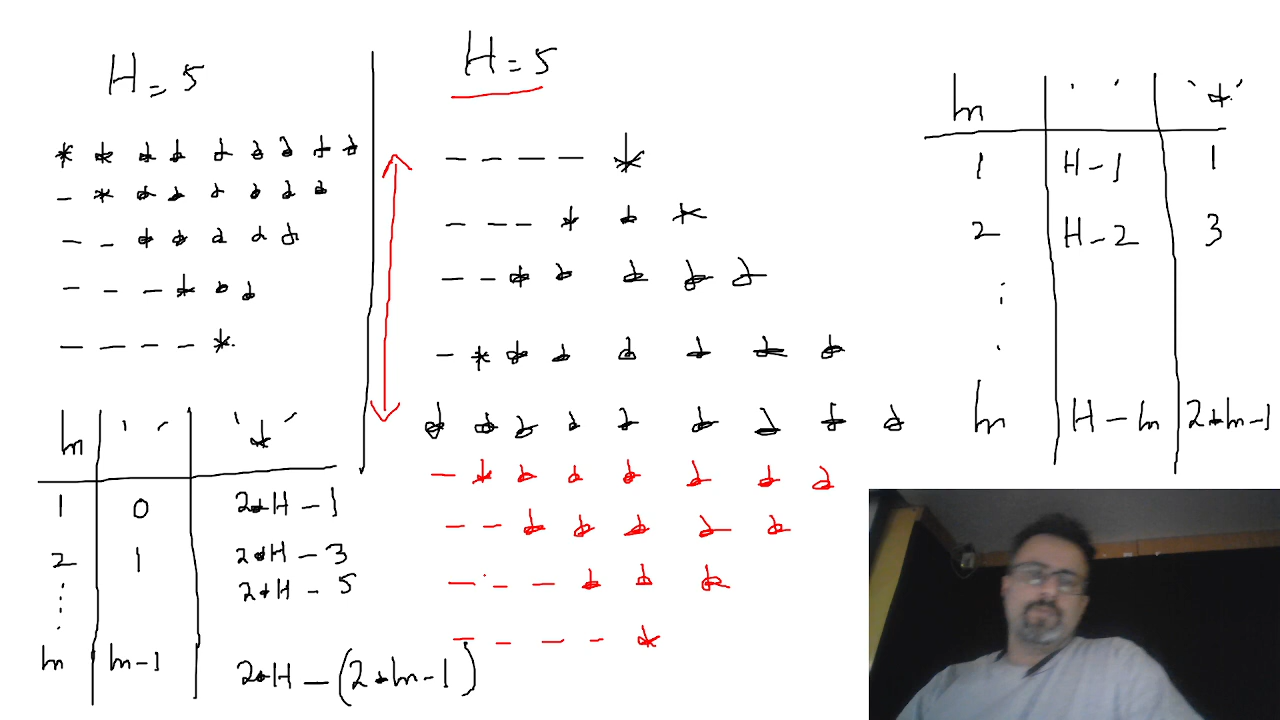 H = 5
* * * * * * * * *
- * * * * * * *
- - * * * * *
- - - * * *
- - - - *
n ' ' '*'
1 0 2*H - 1
2 1 2*H - 3
2*H - 5
n n-1 2*H - (2*n-1)
H = 5
- - - - *
- - - * * *
- - * * * * *
- * * * * * * *
* * * * * * * * *
- * * * * * * *
- - * * * * *
- - - * * *
- - - - *
n ' ' '*'
1 H-1 1
2 H-2 3
n H-n 2*n-1